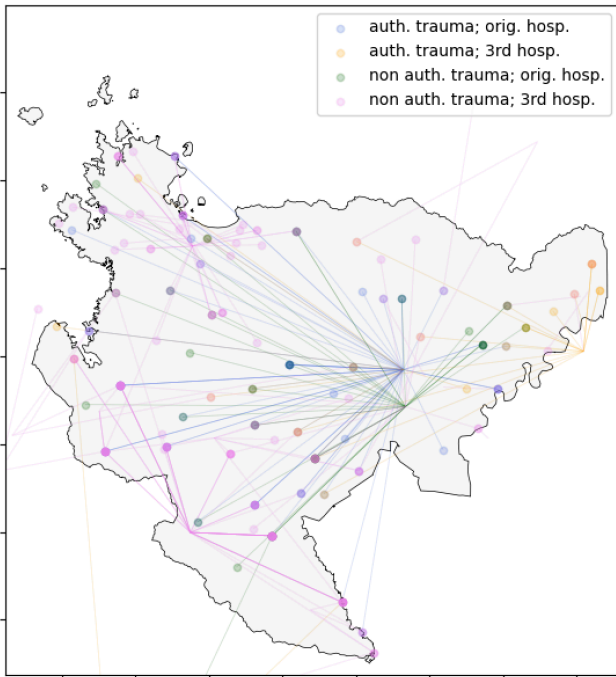 auth. trauma; orig. hosp.
auth. trauma; 3rd hosp.
non auth. trauma; orig. hosp.
non auth. trauma; 3rd hosp.